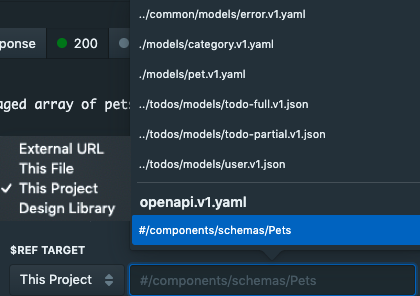 ../common/models/error.v1.yaml
./models/category.v1.yaml
./models/pet.v1.yaml
../todos/models/todo-full.v1.json
../todos/models/todo-partial.v1.json
../todos/models/user.v1.json
openapi.v1.yaml
#/components/schemas/Pets
ponse
200
aged array of pets
External URL
This File
✓ This Project
Design Library
$REF TARGET
This Project
#/components/schemas/Pets